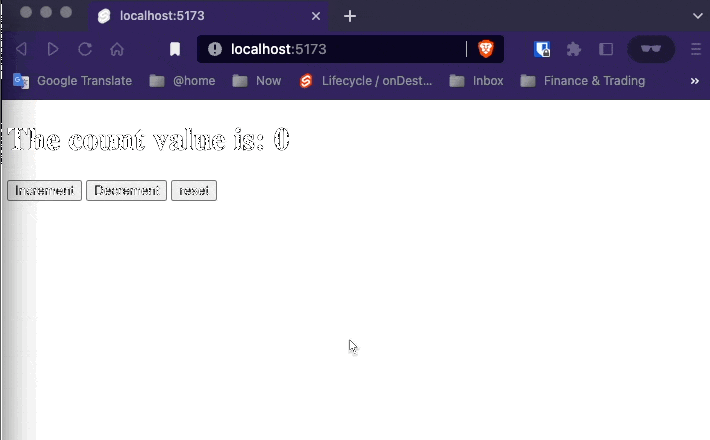 localhost:5173
localhost:5173
Google Translate @home Now Lifecycle / onDest... Inbox Finance & Trading »
The count value is: 0
Increment Decrement reset